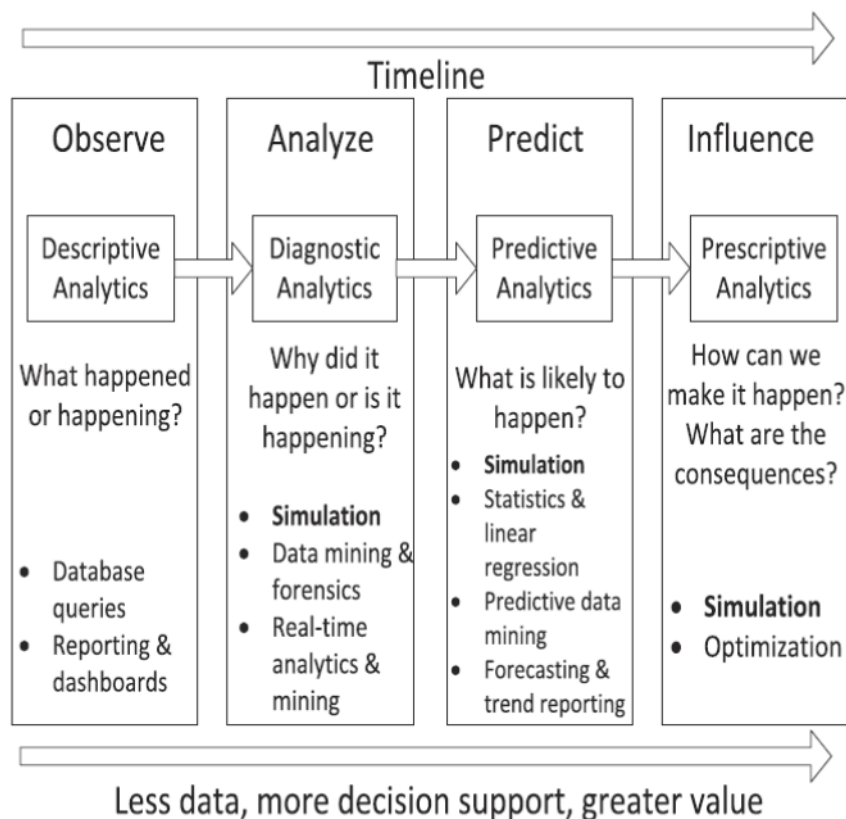 Timeline
Observe
Descriptive
Analytics
What happened
or happening?
• Database
queries
• Reporting &
dashboards
Analyze
Diagnostic
Analytics
Why did it
happen or is it
happening?
• Simulation
• Data mining &
forensics
• Real-time
analytics &
mining
Predict
Predictive
Analytics
What is likely to
happen?
• Simulation
• Statistics &
linear
regression
• Predictive data
mining
• Forecasting &
trend reporting
Influence
Prescriptive
Analytics
How can we
make it happen?
What are the
consequences?
• Simulation
• Optimization
Less data, more decision support, greater value